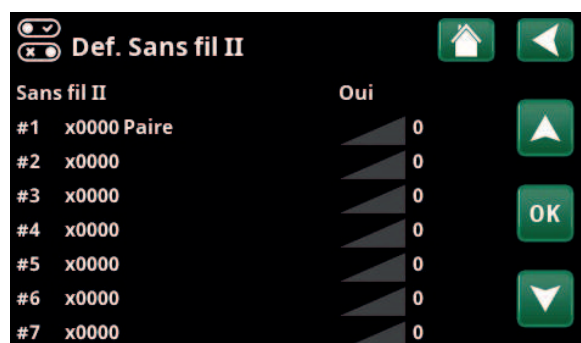 Def. Sans fil II
Sans fil II Oui
#1 x0000 Paire 0
#2 x0000 0
#3 x0000 0
OK
#4 x0000 0
#5 x0000 0
#6 x0000 0
#7 x0000 0